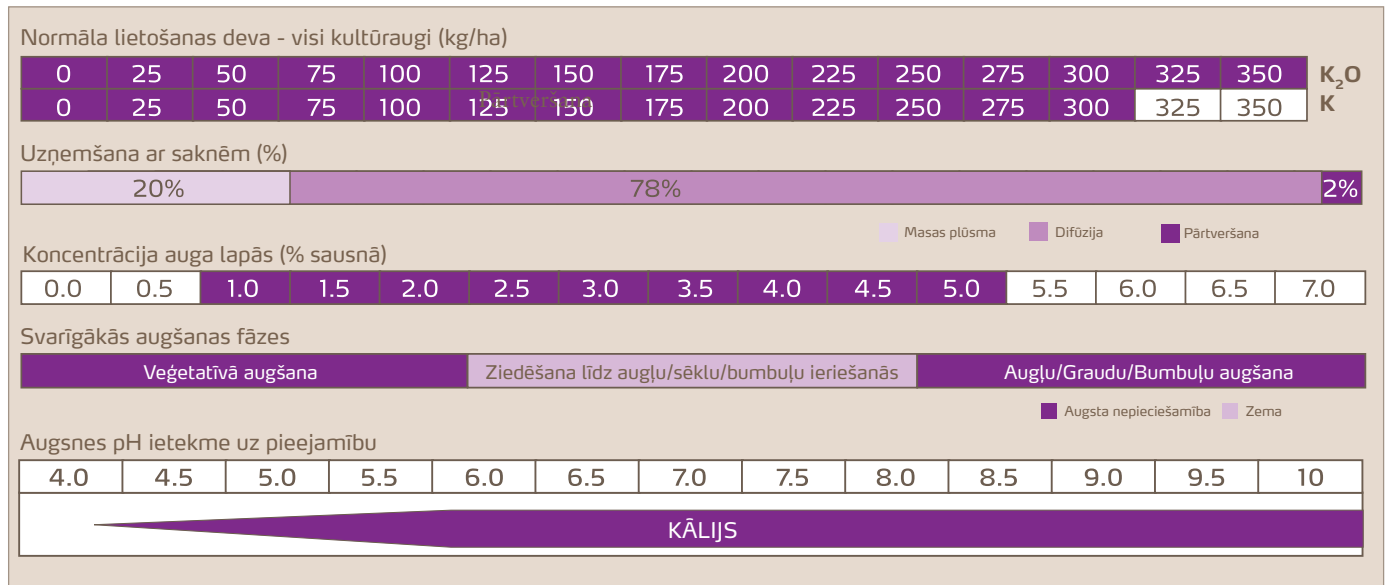 Normāla lietošanas deva - visi kultūraugi (kg/ha)
0 25 50 75 100 125 150 175 200 225 250 275 300 325 350 K₂O
Pārtveršana
0 25 50 75 100 125 150 175 200 225 250 275 300 325 350 K
Uzņemšana ar saknēm (%)
20% 78% 2%
Masas plūsma Difūzija Pārtveršana
Koncentrācija auga lapās (% sausnā)
0.0 0.5 1.0 1.5 2.0 2.5 3.0 3.5 4.0 4.5 5.0 5.5 6.0 6.5 7.0
Svarīgākās augšanas fāzes
Veģetatīvā augšana Ziedēšana līdz augļu/sēklu/bumbuļu ieriešanās Augļu/Graudu/Bumbuļu augšana
Augsta nepieciešamība Zema
Augsnes pH ietekme uz pieejamību
4.0 4.5 5.0 5.5 6.0 6.5 7.0 7.5 8.0 8.5 9.0 9.5 10
KĀLIJS